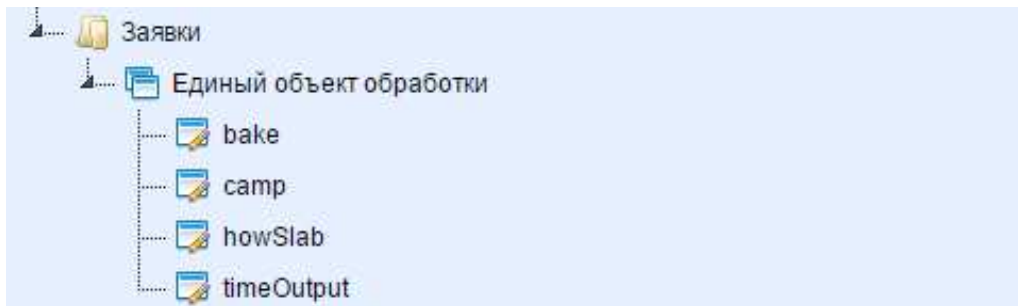 Заявки
Единый объект обработки
bake
camp
howSlab
timeOutput